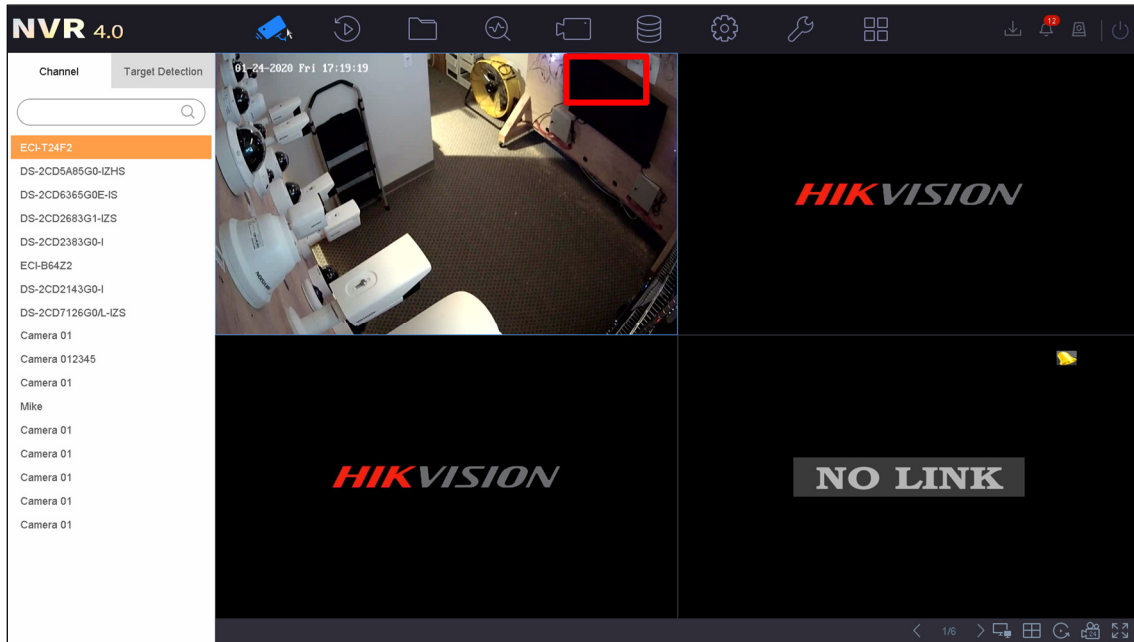 NVR 4.0
12
Channel
Target Detection
ECI-T24F2
DS-2CD5A85G0-IZHS
DS-2CD6365G0E-IS
DS-2CD2683G1-IZS
DS-2CD2383G0-I
ECI-B64Z2
DS-2CD2143G0-I
DS-2CD7126G0/L-IZS
Camera 01
Camera 012345
Camera 01
Mike
Camera 01
Camera 01
Camera 01
Camera 01
Camera 01
01-24-2020 Fri 17:19:19
HIKVISION
HIKVISION
NO LINK
1/6
24